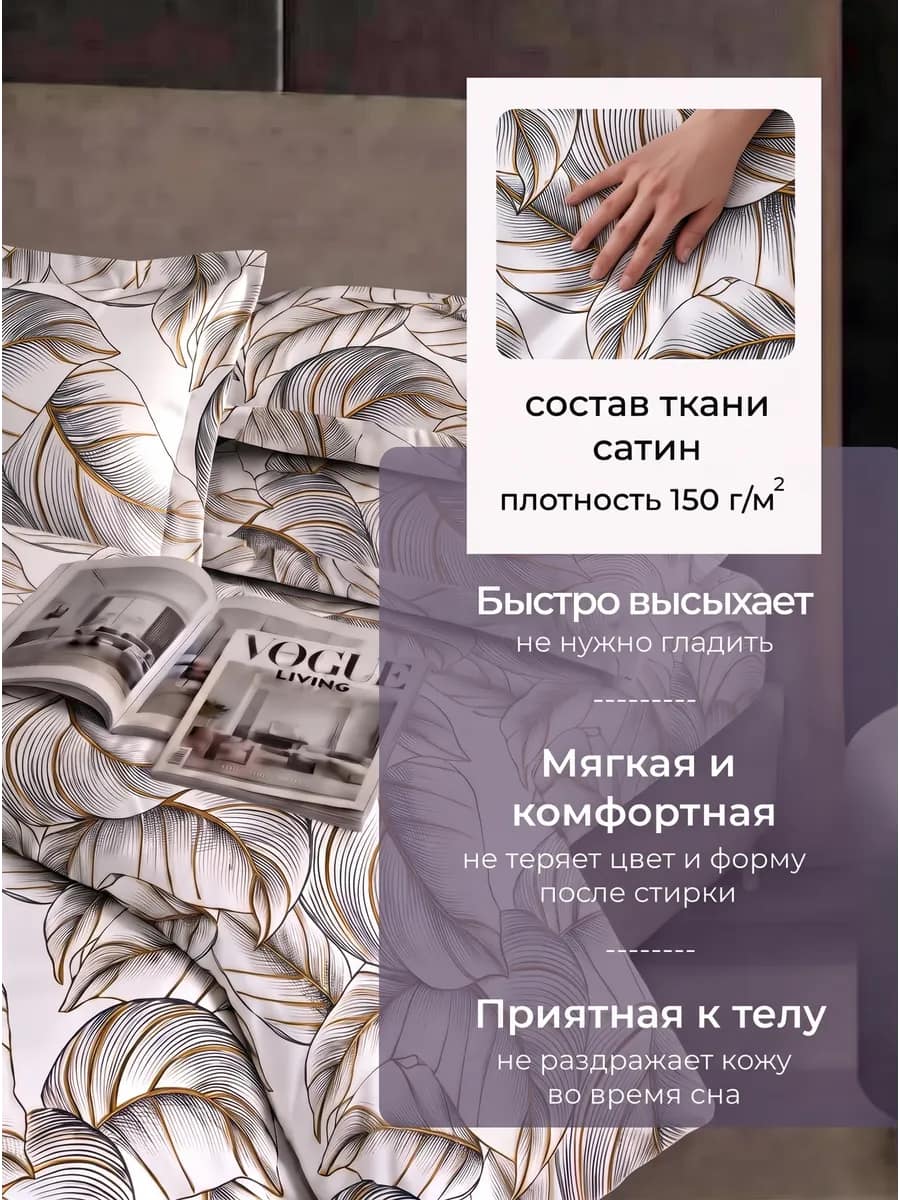 состав ткани
сатин
плотность 150 г/м²
Быстро высыхает
не нужно гладить
Мягкая и
комфортная
не теряет цвет и форму
после стирки
Приятная к телу
не раздражает кожу
во время сна
VOGUE
LIVING